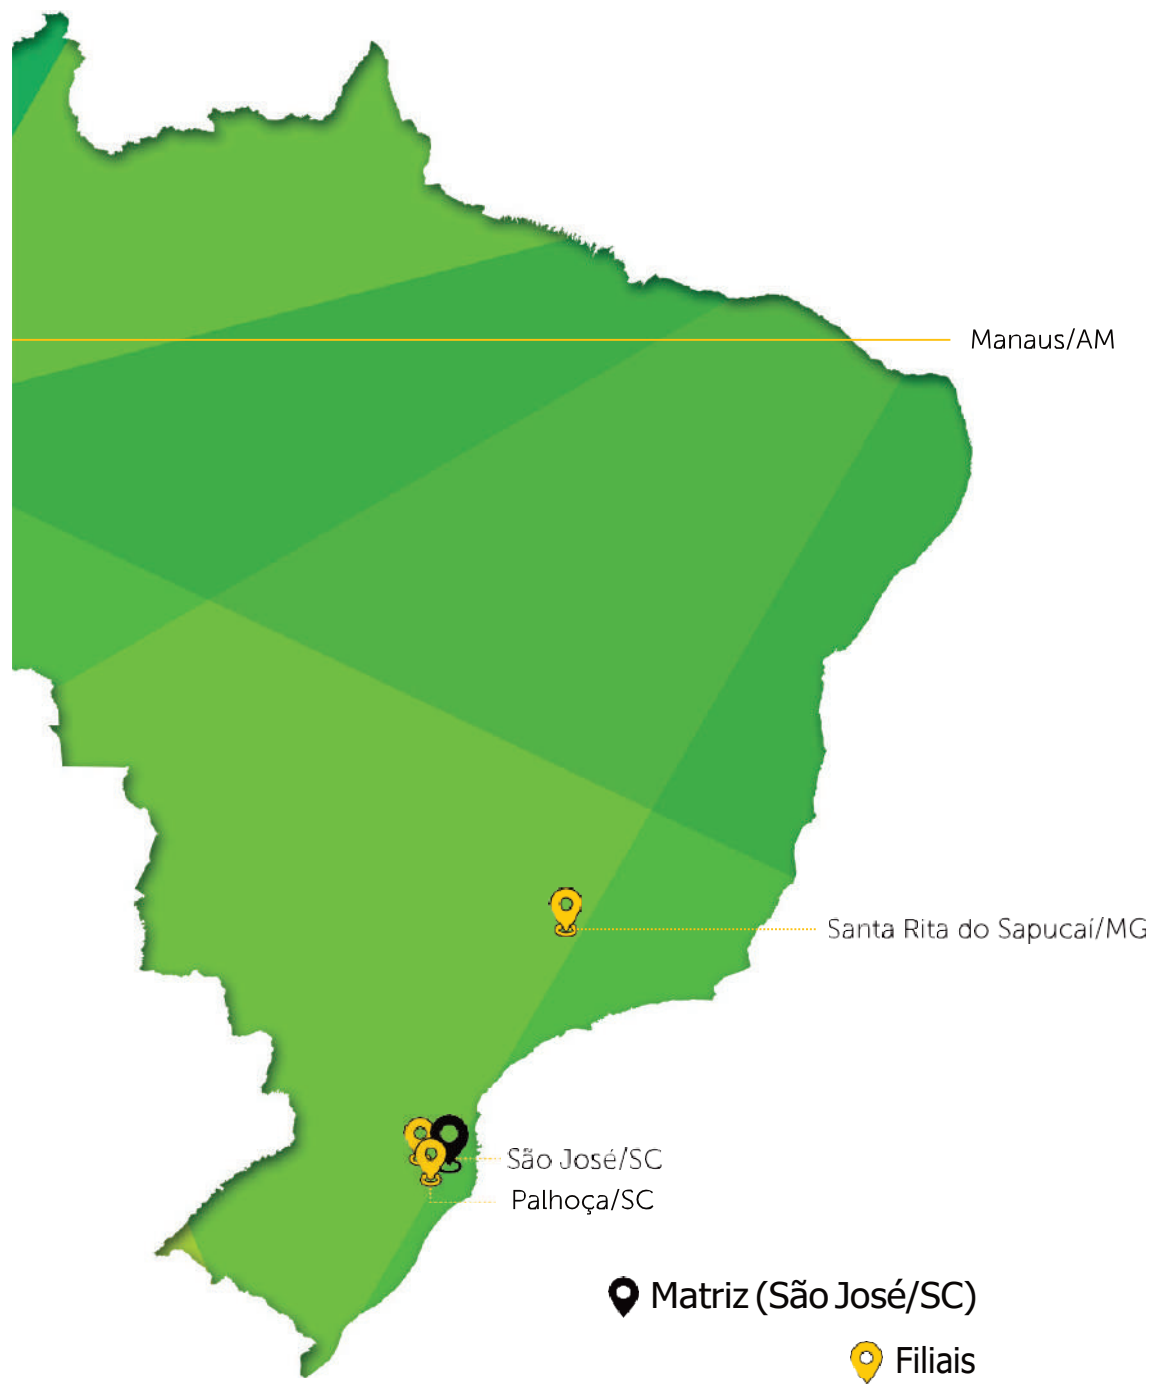 Manaus/AM
Santa Rita do Sapucaí/MG
São José/SC
Palhoça/SC
Matriz (São José/SC)
Filiais